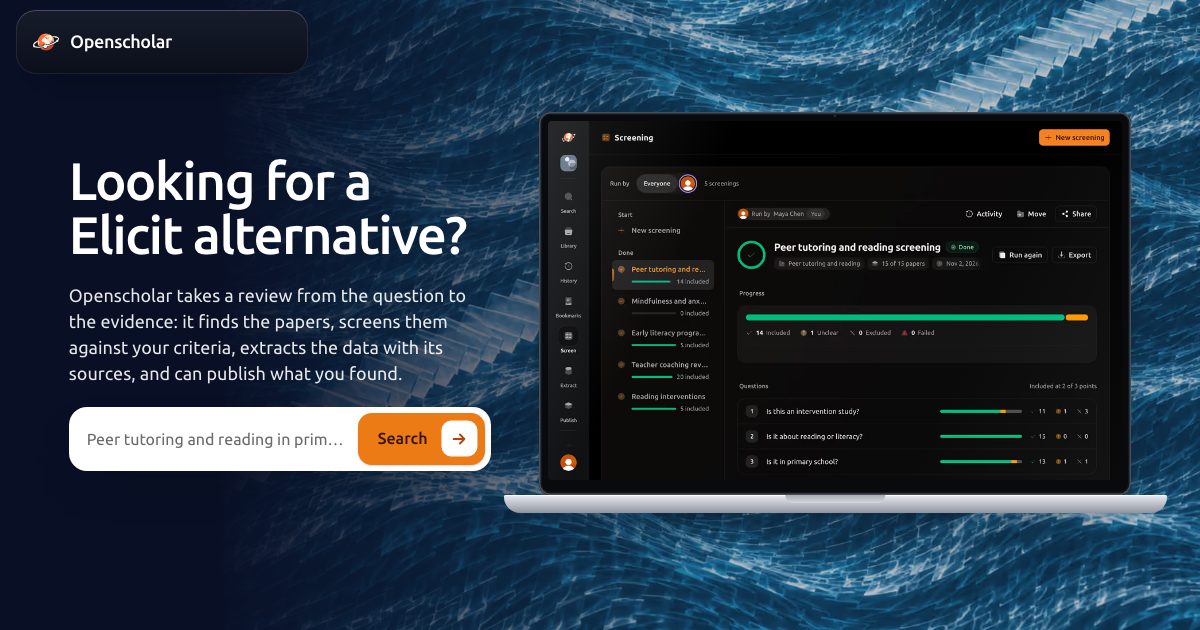 Openscholar
Looking for a
Elicit alternative?
Openscholar takes a review from the question to
the evidence: it finds the papers, screens them
against your criteria, extracts the data with its
sources, and can publish what you found.
Peer tutoring and reading in prim…
Search
Screening
New screening
Run by
Everyone
5 screenings
Search
Library
History
Bookmarks
Screen
Extract
Publish
Start
New screening
Done
Peer tutoring and re...
14 included
Mindfulness and anx...
0 included
Early literacy progra...
5 included
Teacher coaching rev...
20 included
Reading interventions
5 included
Run by Maya Chen You
Activity
Move
Share
Peer tutoring and reading screening
Done
Peer tutoring and reading
15 of 15 papers
Nov 2, 2026
Run again
Export
Progress
14 Included
1 Unclear
0 Excluded
0 Failed
Questions
Included at 2 of 3 points
1 Is this an intervention study? 11 1 3
2 Is it about reading or literacy? 15 0 0
3 Is it in primary school? 13 1 1